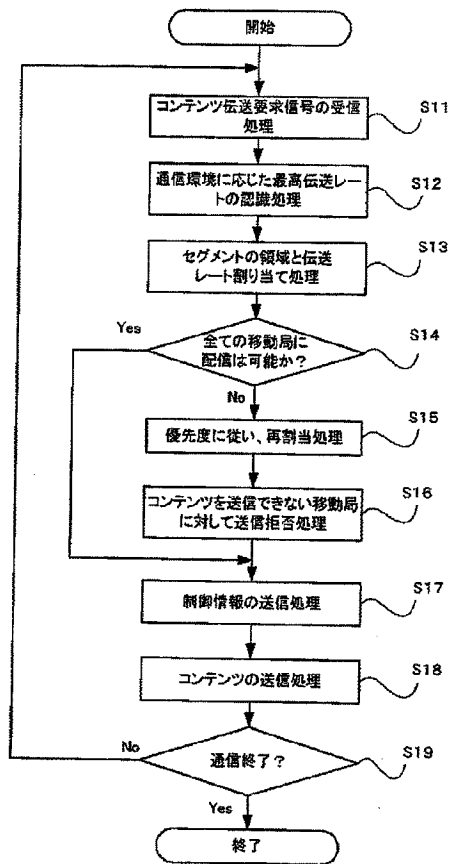 開始
コンテンツ伝送要求信号の受信
処理
S11
通信環境に応じた最高伝送レー
トの認識処理
S12
セグメントの領域と伝送
レート割り当て処理
S13
全ての移動局に
配信は可能か？
S14
Yes
No
優先度に従い、再割当処理
S15
コンテンツを送信できない移動局
に対して送信拒否処理
S16
制御情報の送信処理
S17
コンテンツの送信処理
S18
通信終了？
S19
No
Yes
終了